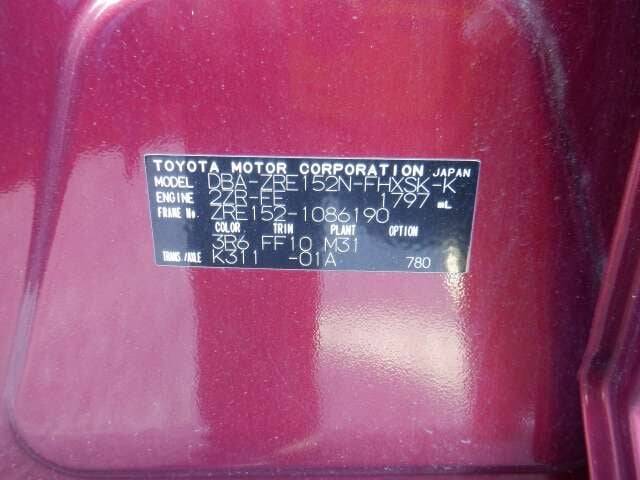 TOYOTA MOTOR CORPORATION JAPAN
MODEL DBA-ZRE152N-FHXSK-K
ENGINE 2ZR-FE 1797 mL
FRAME No. ZRE152-1086190
COLOR TRIM PLANT OPTION
3R6 FF10 M31
TRANS./AXLE K311 -01A 780